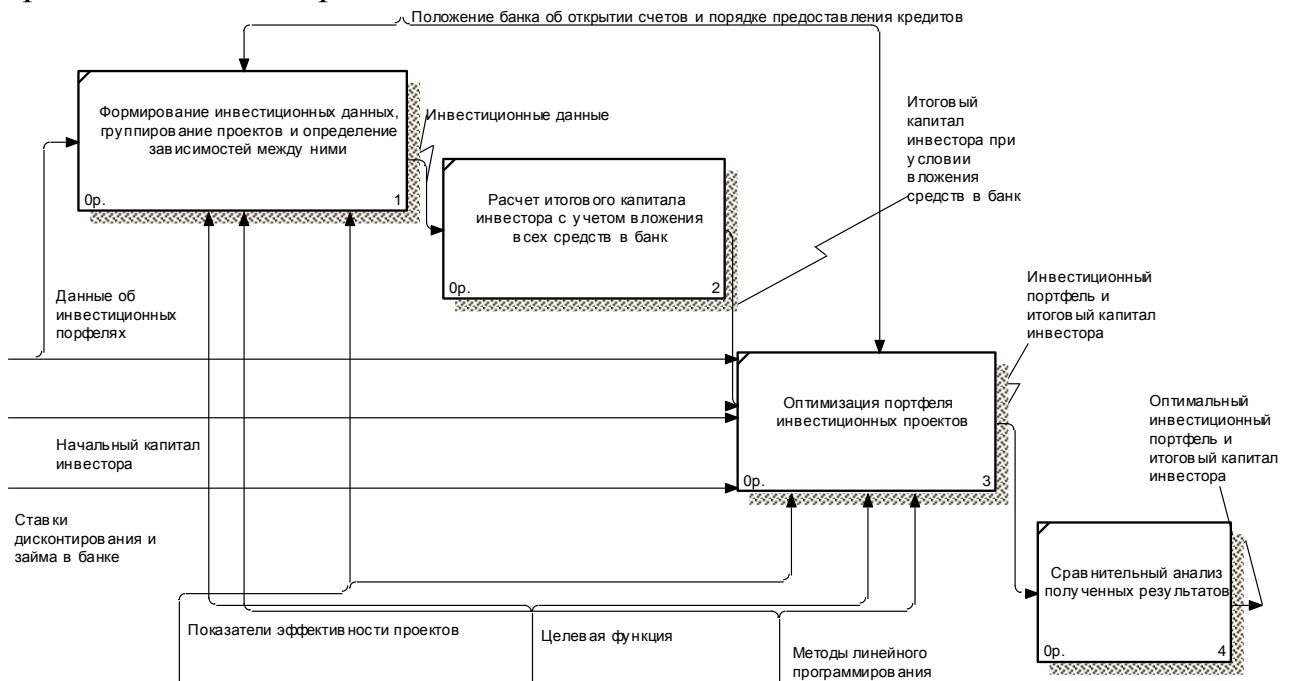 Положение банка об открытии счетов и порядке предоставления кредитов
Формирование инвестиционных данных,
группирование проектов и определение
зависимостей между ними
0р.
1
Инвестиционные данные
Расчет итогового капитала
инвестора с учетом вложения
всех средств в банк
0р.
2
Итоговый
капитал
инвестора при
условии
вложения
средств в банк
Данные об
инвестиционных
порфелях
Инвестиционный
портфель и
итоговый капитал
инвестора
Оптимизация портфеля
инвестиционных проектов
0р.
3
Начальный капитал
инвестора
Оптимальный
инвестиционный
портфель и
итоговый капитал
инвестора
Ставки
дисконтирования и
займа в банке
Сравнительный анализ
полученных результатов
0р.
4
Показатели эффективности проектов
Целевая функция
Методы линейного
программирования